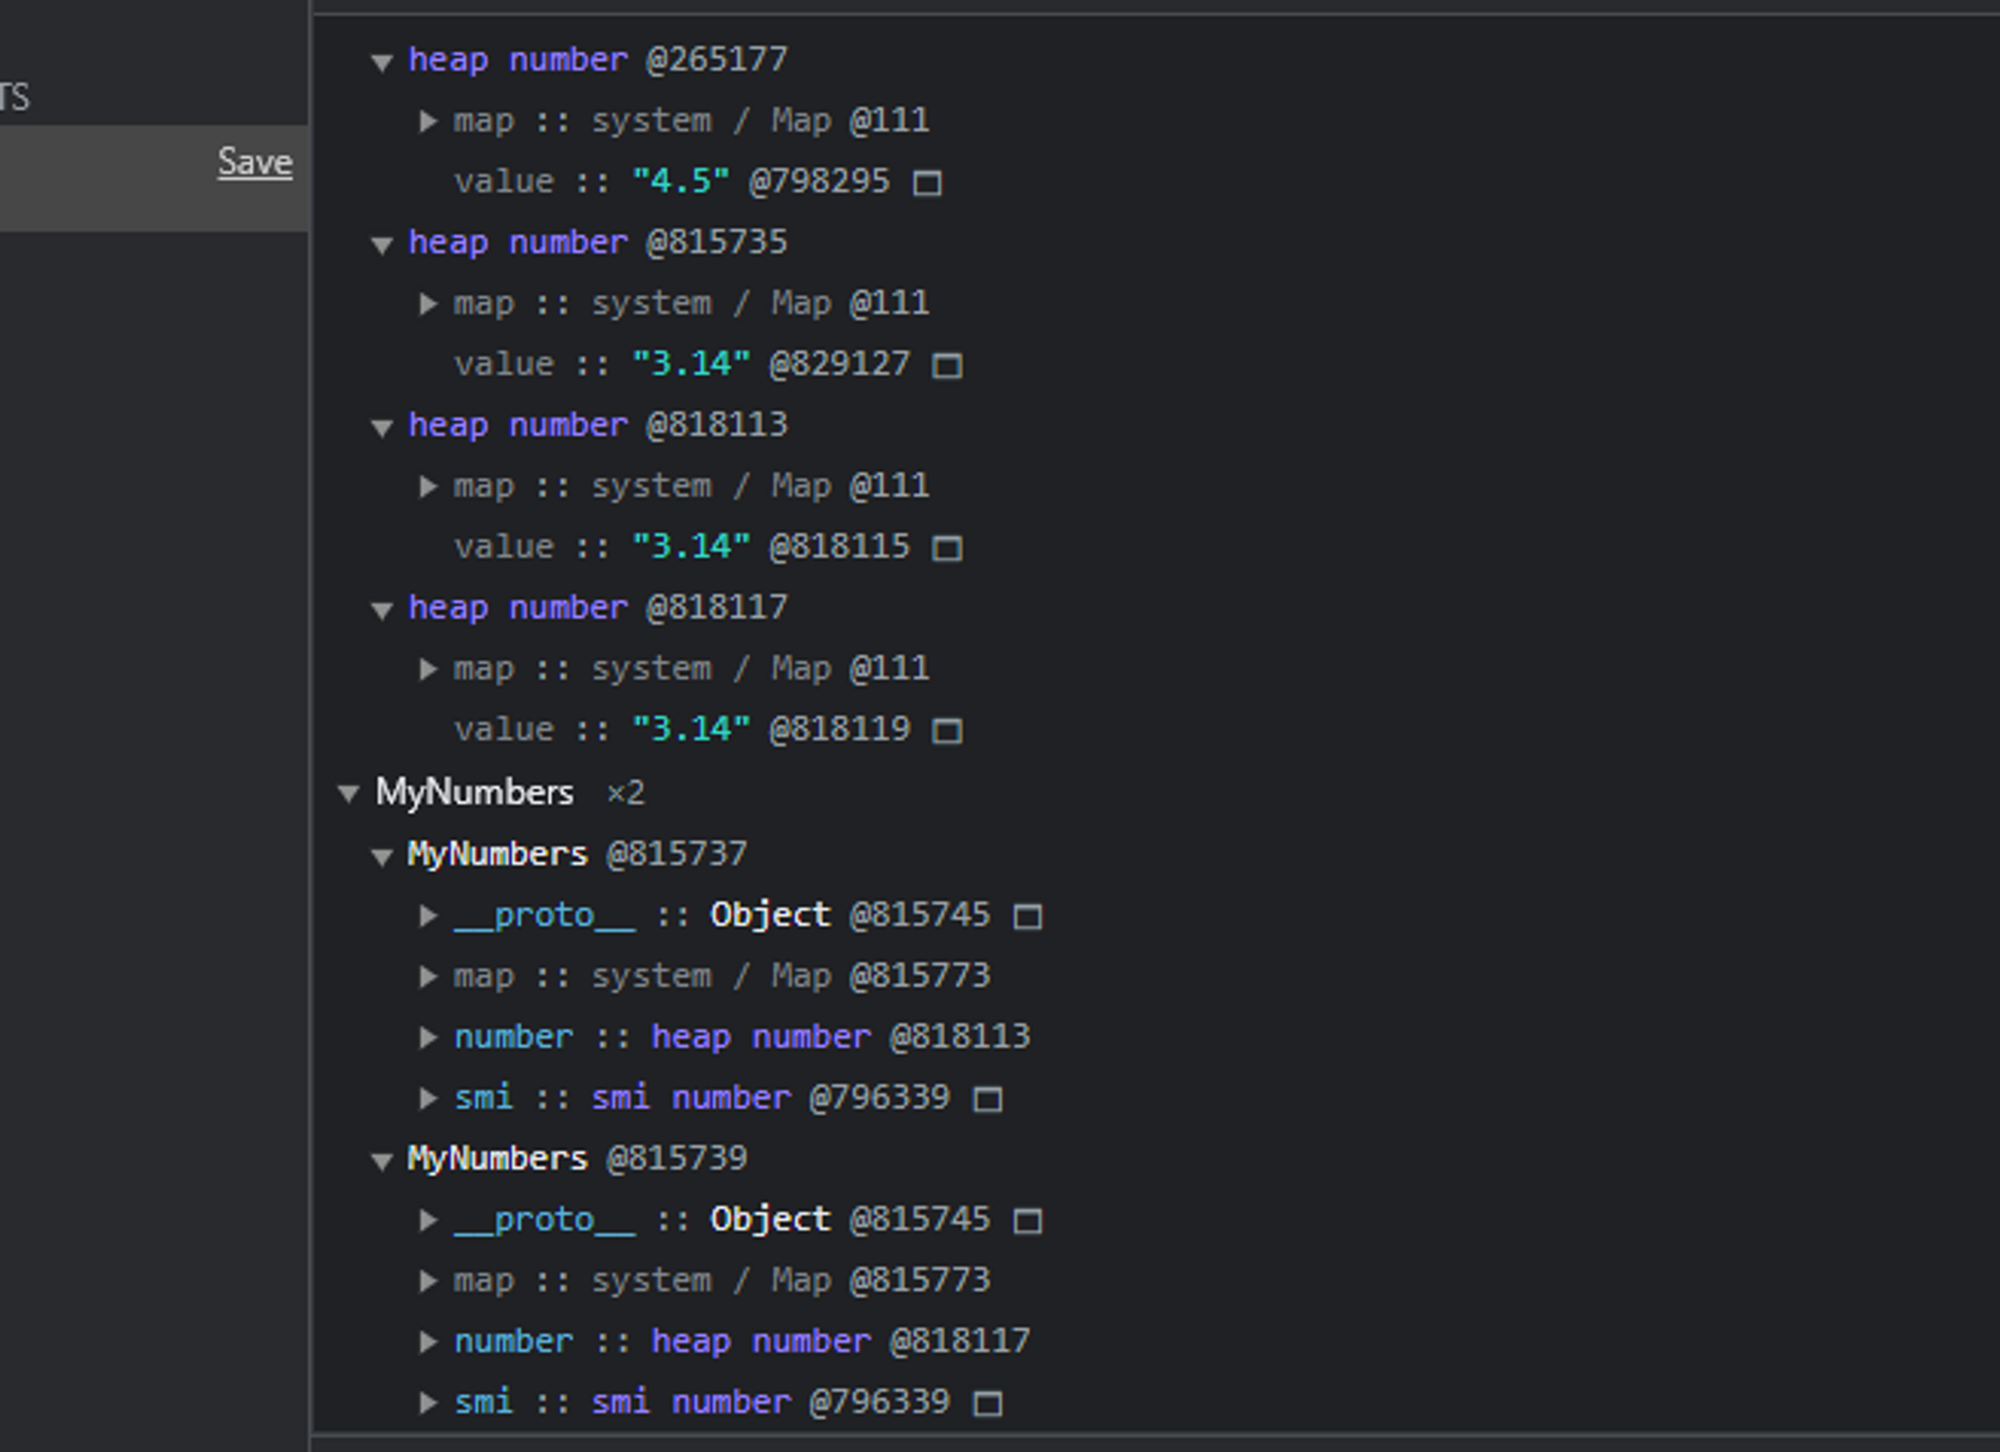 TS
Save
heap number @265177
map :: system / Map @111
value :: "4.5" @798295
heap number @815735
map :: system / Map @111
value :: "3.14" @829127
heap number @818113
map :: system / Map @111
value :: "3.14" @818115
heap number @818117
map :: system / Map @111
value :: "3.14" @818119
MyNumbers ×2
MyNumbers @815737
__proto__ :: Object @815745
map :: system / Map @815773
number :: heap number @818113
smi :: smi number @796339
MyNumbers @815739
__proto__ :: Object @815745
map :: system / Map @815773
number :: heap number @818117
smi :: smi number @796339